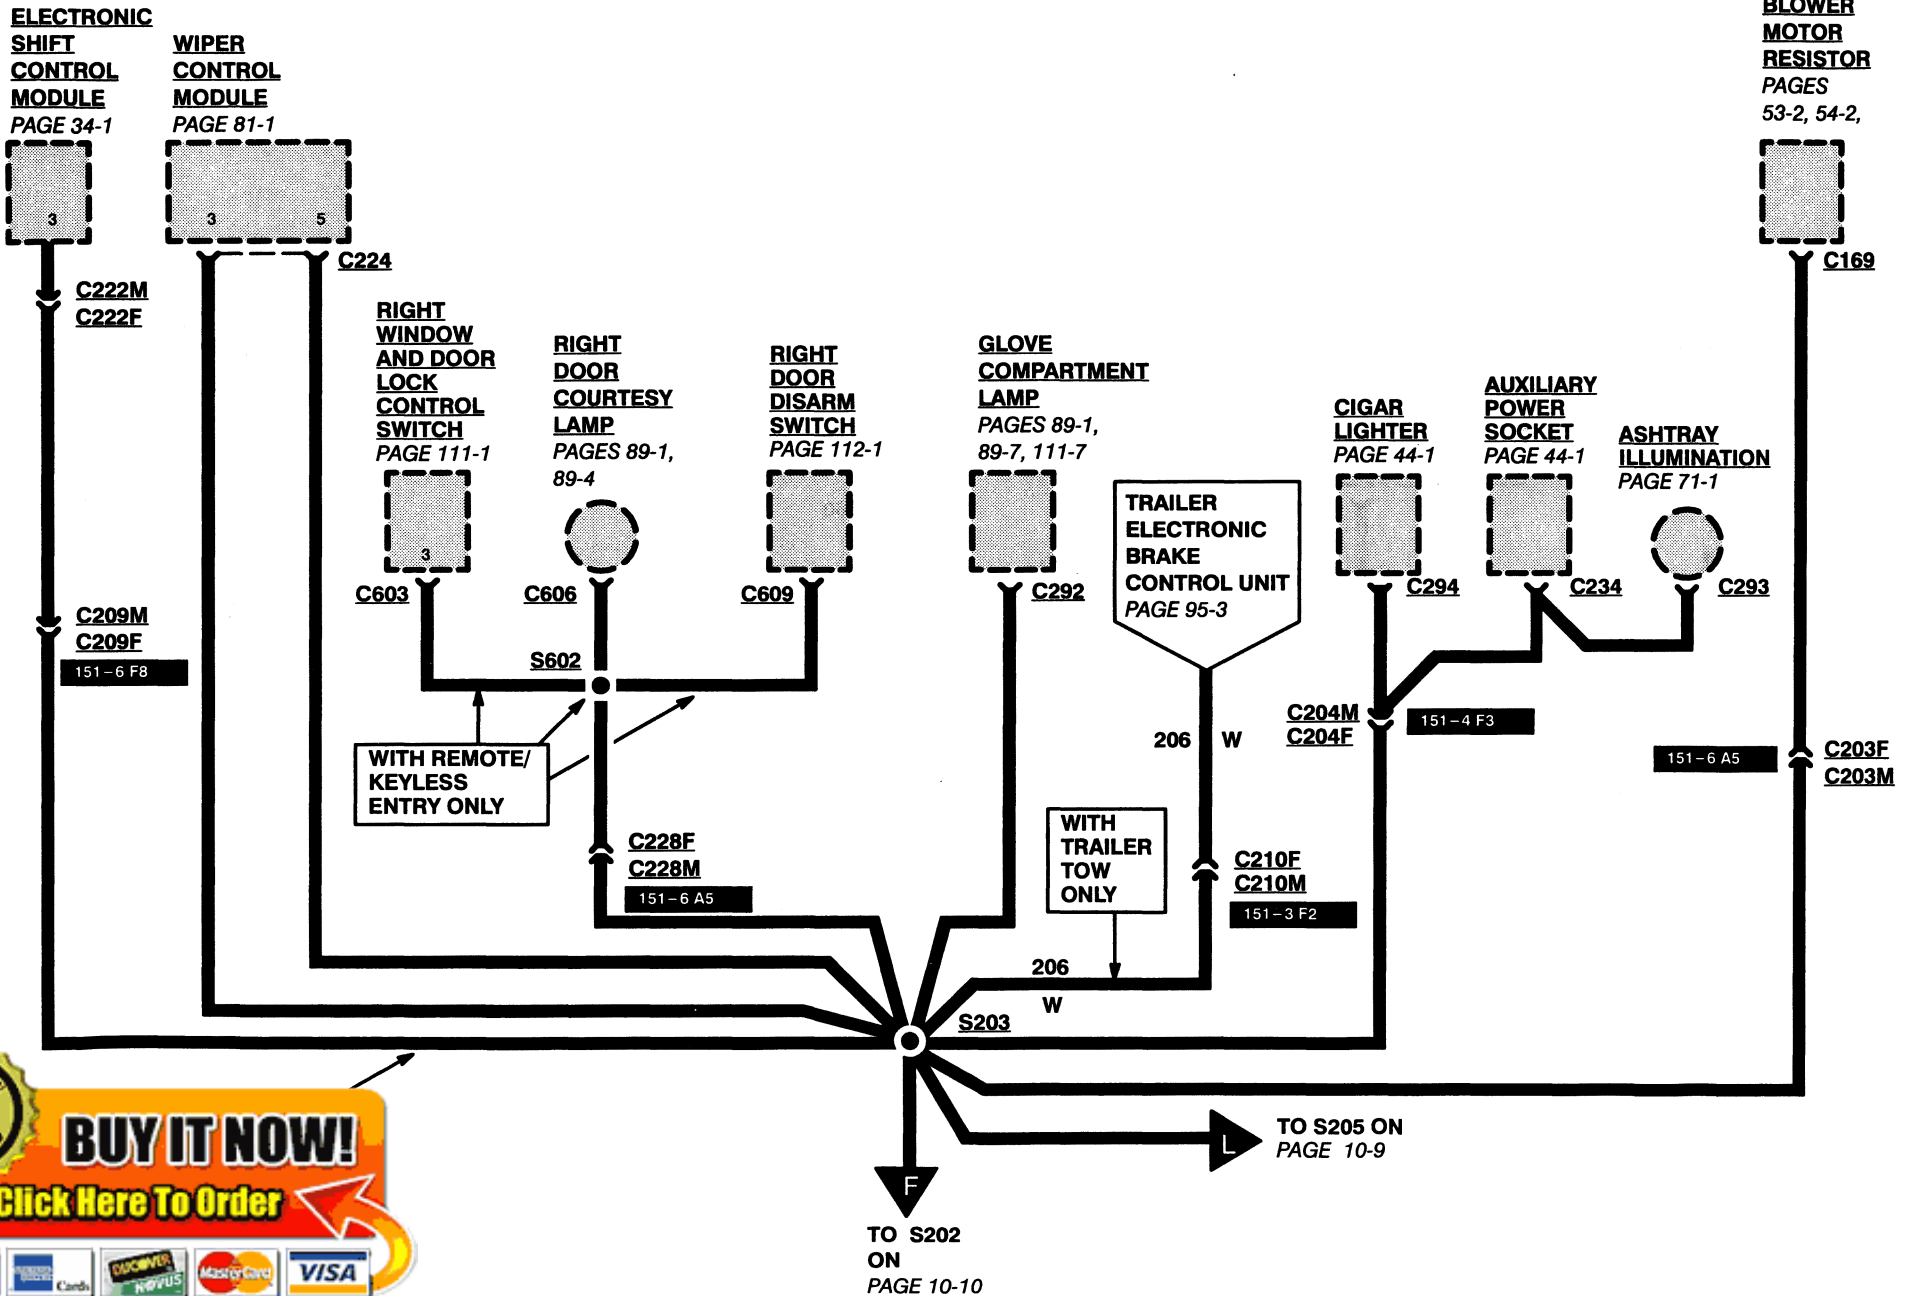 ELECTRONIC
SHIFT
CONTROL
MODULE
PAGE 34-1
3
WIPER
CONTROL
MODULE
PAGE 81-1
3 5
C224
BLOWER
MOTOR
RESISTOR
PAGES
53-2, 54-2,
C169
C222M
C222F
RIGHT
WINDOW
AND DOOR
LOCK
CONTROL
SWITCH
PAGE 111-1
3
C603
RIGHT
DOOR
COURTESY
LAMP
PAGES 89-1,
89-4
C606
RIGHT
DOOR
DISARM
SWITCH
PAGE 112-1
C609
GLOVE
COMPARTMENT
LAMP
PAGES 89-1,
89-7, 111-7
C292
TRAILER
ELECTRONIC
BRAKE
CONTROL UNIT
PAGE 95-3
CIGAR
LIGHTER
PAGE 44-1
C294
AUXILIARY
POWER
SOCKET
PAGE 44-1
C234
ASHTRAY
ILLUMINATION
PAGE 71-1
C293
C209M
C209F
151-6 F8
S602
WITH REMOTE/
KEYLESS
ENTRY ONLY
206 W
C204M
C204F
151-4 F3
151-6 A5
C203F
C203M
C228F
C228M
151-6 A5
WITH
TRAILER
TOW
ONLY
C210F
C210M
151-3 F2
206
W
S203
L
TO S205 ON
PAGE 10-9
F
TO S202
ON
PAGE 10-10
BUY IT NOW!
Click Here To Order
Cards
DISCOVER
NOVUS
MasterCard
VISA